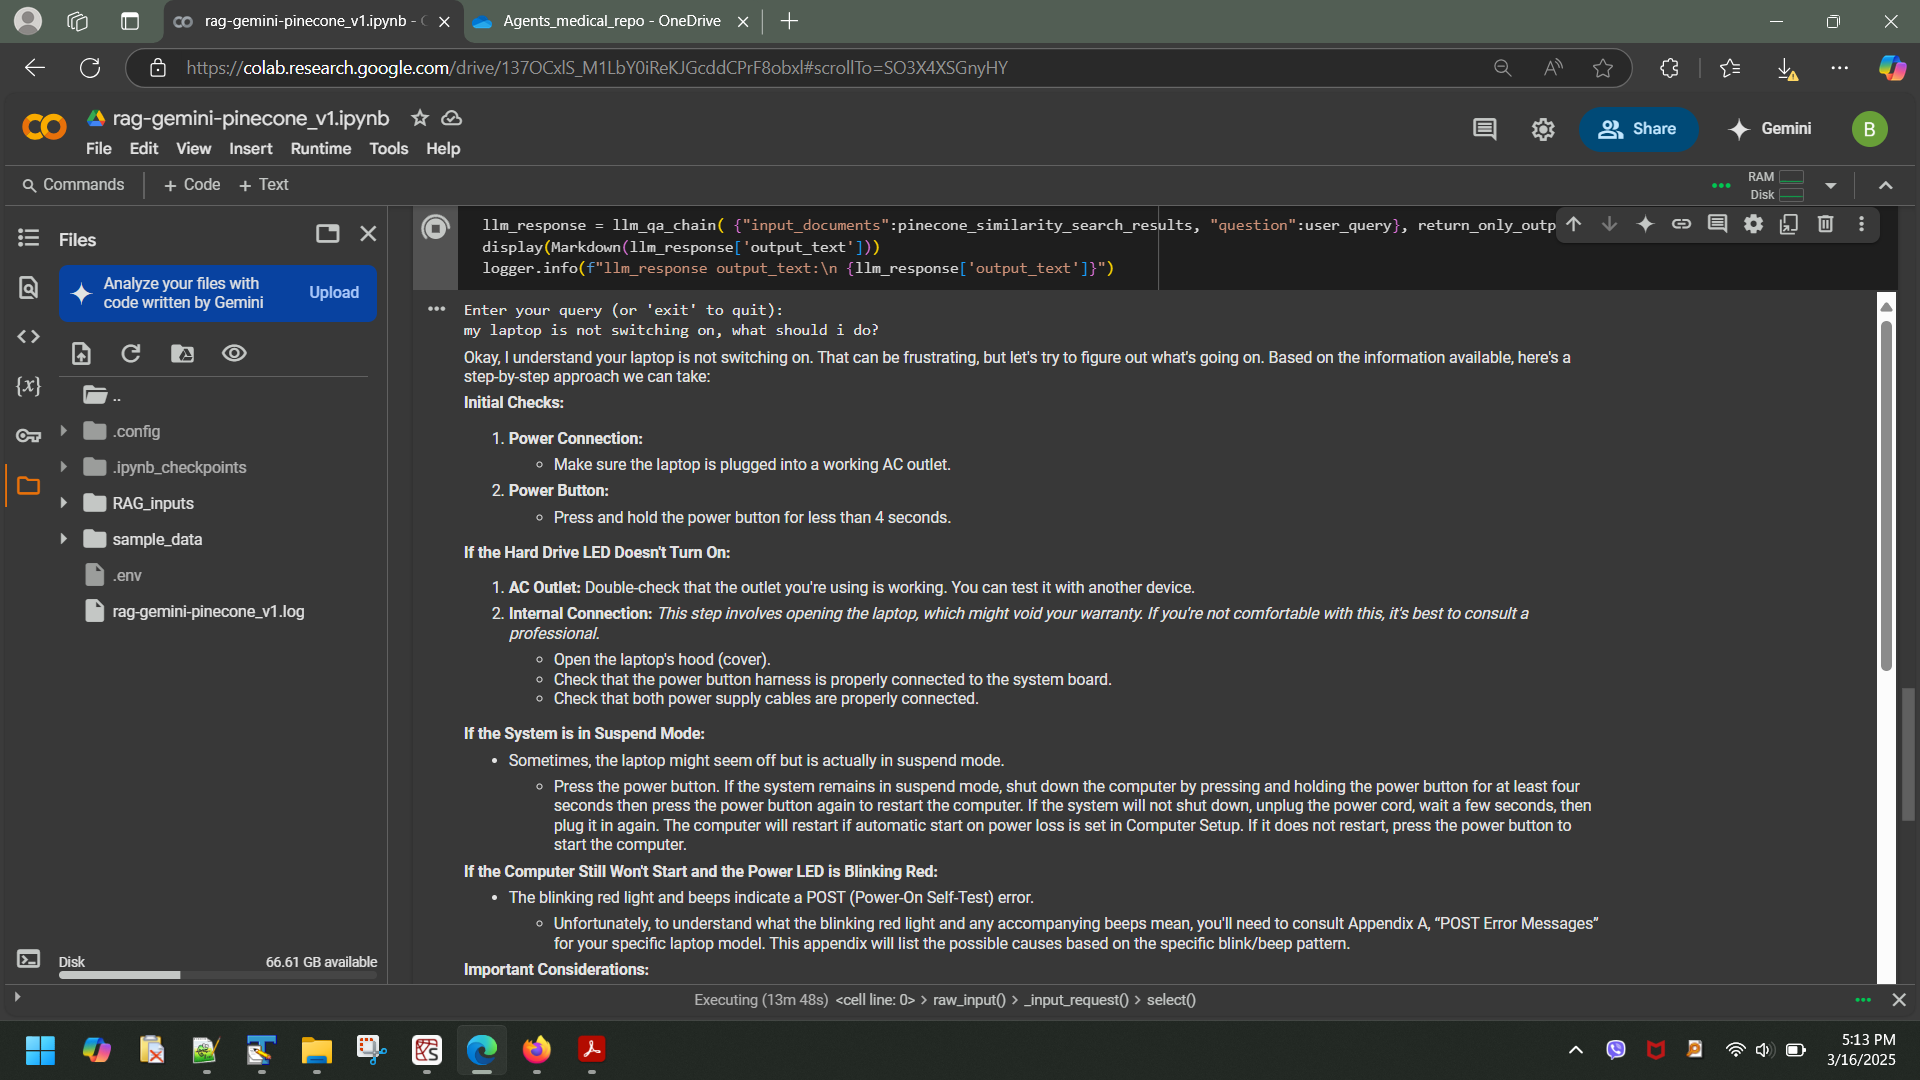 rag-gemini-pinecone_v1.ipynb - C
Agents_medical_repo - OneDrive
https://colab.research.google.com/drive/137OCxlS_M1LbY0iReKJGcddCPrF8obxl#scrollTo=SO3X4XSGnyHY
rag-gemini-pinecone_v1.ipynb
File Edit View Insert Runtime Tools Help
Share
Gemini
B
Commands
+ Code + Text
RAM
Disk
Files
Analyze your files with
code written by Gemini
Upload
..
.config
.ipynb_checkpoints
RAG_inputs
sample_data
.env
rag-gemini-pinecone_v1.log
Disk 66.61 GB available
llm_response = llm_qa_chain( {"input_documents":pinecone_similarity_search_results, "question":user_query}, return_only_outp
display(Markdown(llm_response['output_text']))
logger.info(f"llm_response output_text:\n {llm_response['output_text']}")
Enter your query (or 'exit' to quit):
my laptop is not switching on, what should i do?
Okay, I understand your laptop is not switching on. That can be frustrating, but let's try to figure out what's going on. Based on the information available, here's a
step-by-step approach we can take:
Initial Checks:
1. Power Connection:
Make sure the laptop is plugged into a working AC outlet.
2. Power Button:
Press and hold the power button for less than 4 seconds.
If the Hard Drive LED Doesn't Turn On:
1. AC Outlet: Double-check that the outlet you're using is working. You can test it with another device.
2. Internal Connection: This step involves opening the laptop, which might void your warranty. If you're not comfortable with this, it's best to consult a
professional.
Open the laptop's hood (cover).
Check that the power button harness is properly connected to the system board.
Check that both power supply cables are properly connected.
If the System is in Suspend Mode:
• Sometimes, the laptop might seem off but is actually in suspend mode.
Press the power button. If the system remains in suspend mode, shut down the computer by pressing and holding the power button for at least four
seconds then press the power button again to restart the computer. If the system will not shut down, unplug the power cord, wait a few seconds, then
plug it in again. The computer will restart if automatic start on power loss is set in Computer Setup. If it does not restart, press the power button to
start the computer.
If the Computer Still Won't Start and the Power LED is Blinking Red:
• The blinking red light and beeps indicate a POST (Power-On Self-Test) error.
Unfortunately, to understand what the blinking red light and any accompanying beeps mean, you'll need to consult Appendix A, “POST Error Messages”
for your specific laptop model. This appendix will list the possible causes based on the specific blink/beep pattern.
Important Considerations:
Executing (13m 48s) <cell line: 0> > raw_input() > _input_request() > select()
5:13 PM
3/16/2025